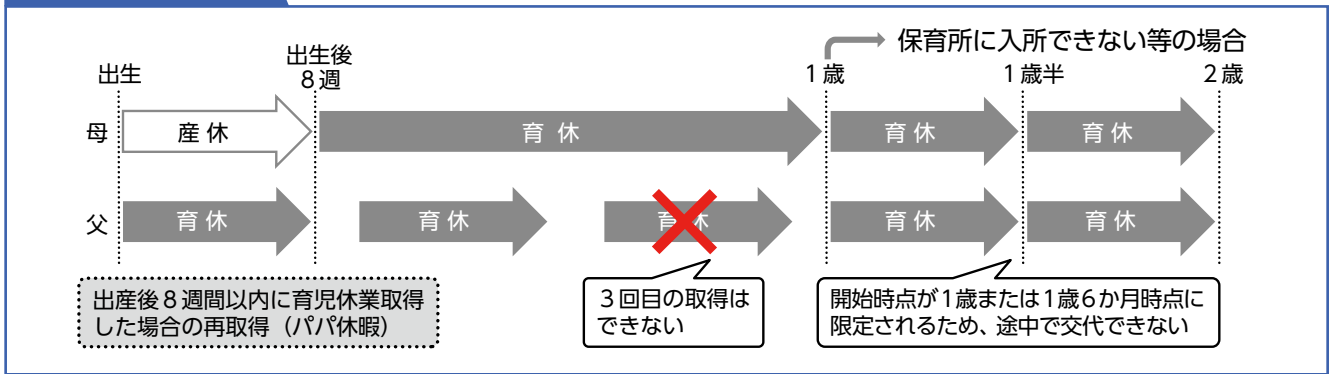 保育所に入所できない等の場合
出生
出生後
８週
１歳
１歳半
２歳
母
産休
育休
育休
育休
父
育休
育休
育休
育休
育休
出産後８週間以内に育児休業取得
した場合の再取得（パパ休暇）
３回目の取得は
できない
開始時点が１歳または１歳６か月時点に
限定されるため、途中で交代できない